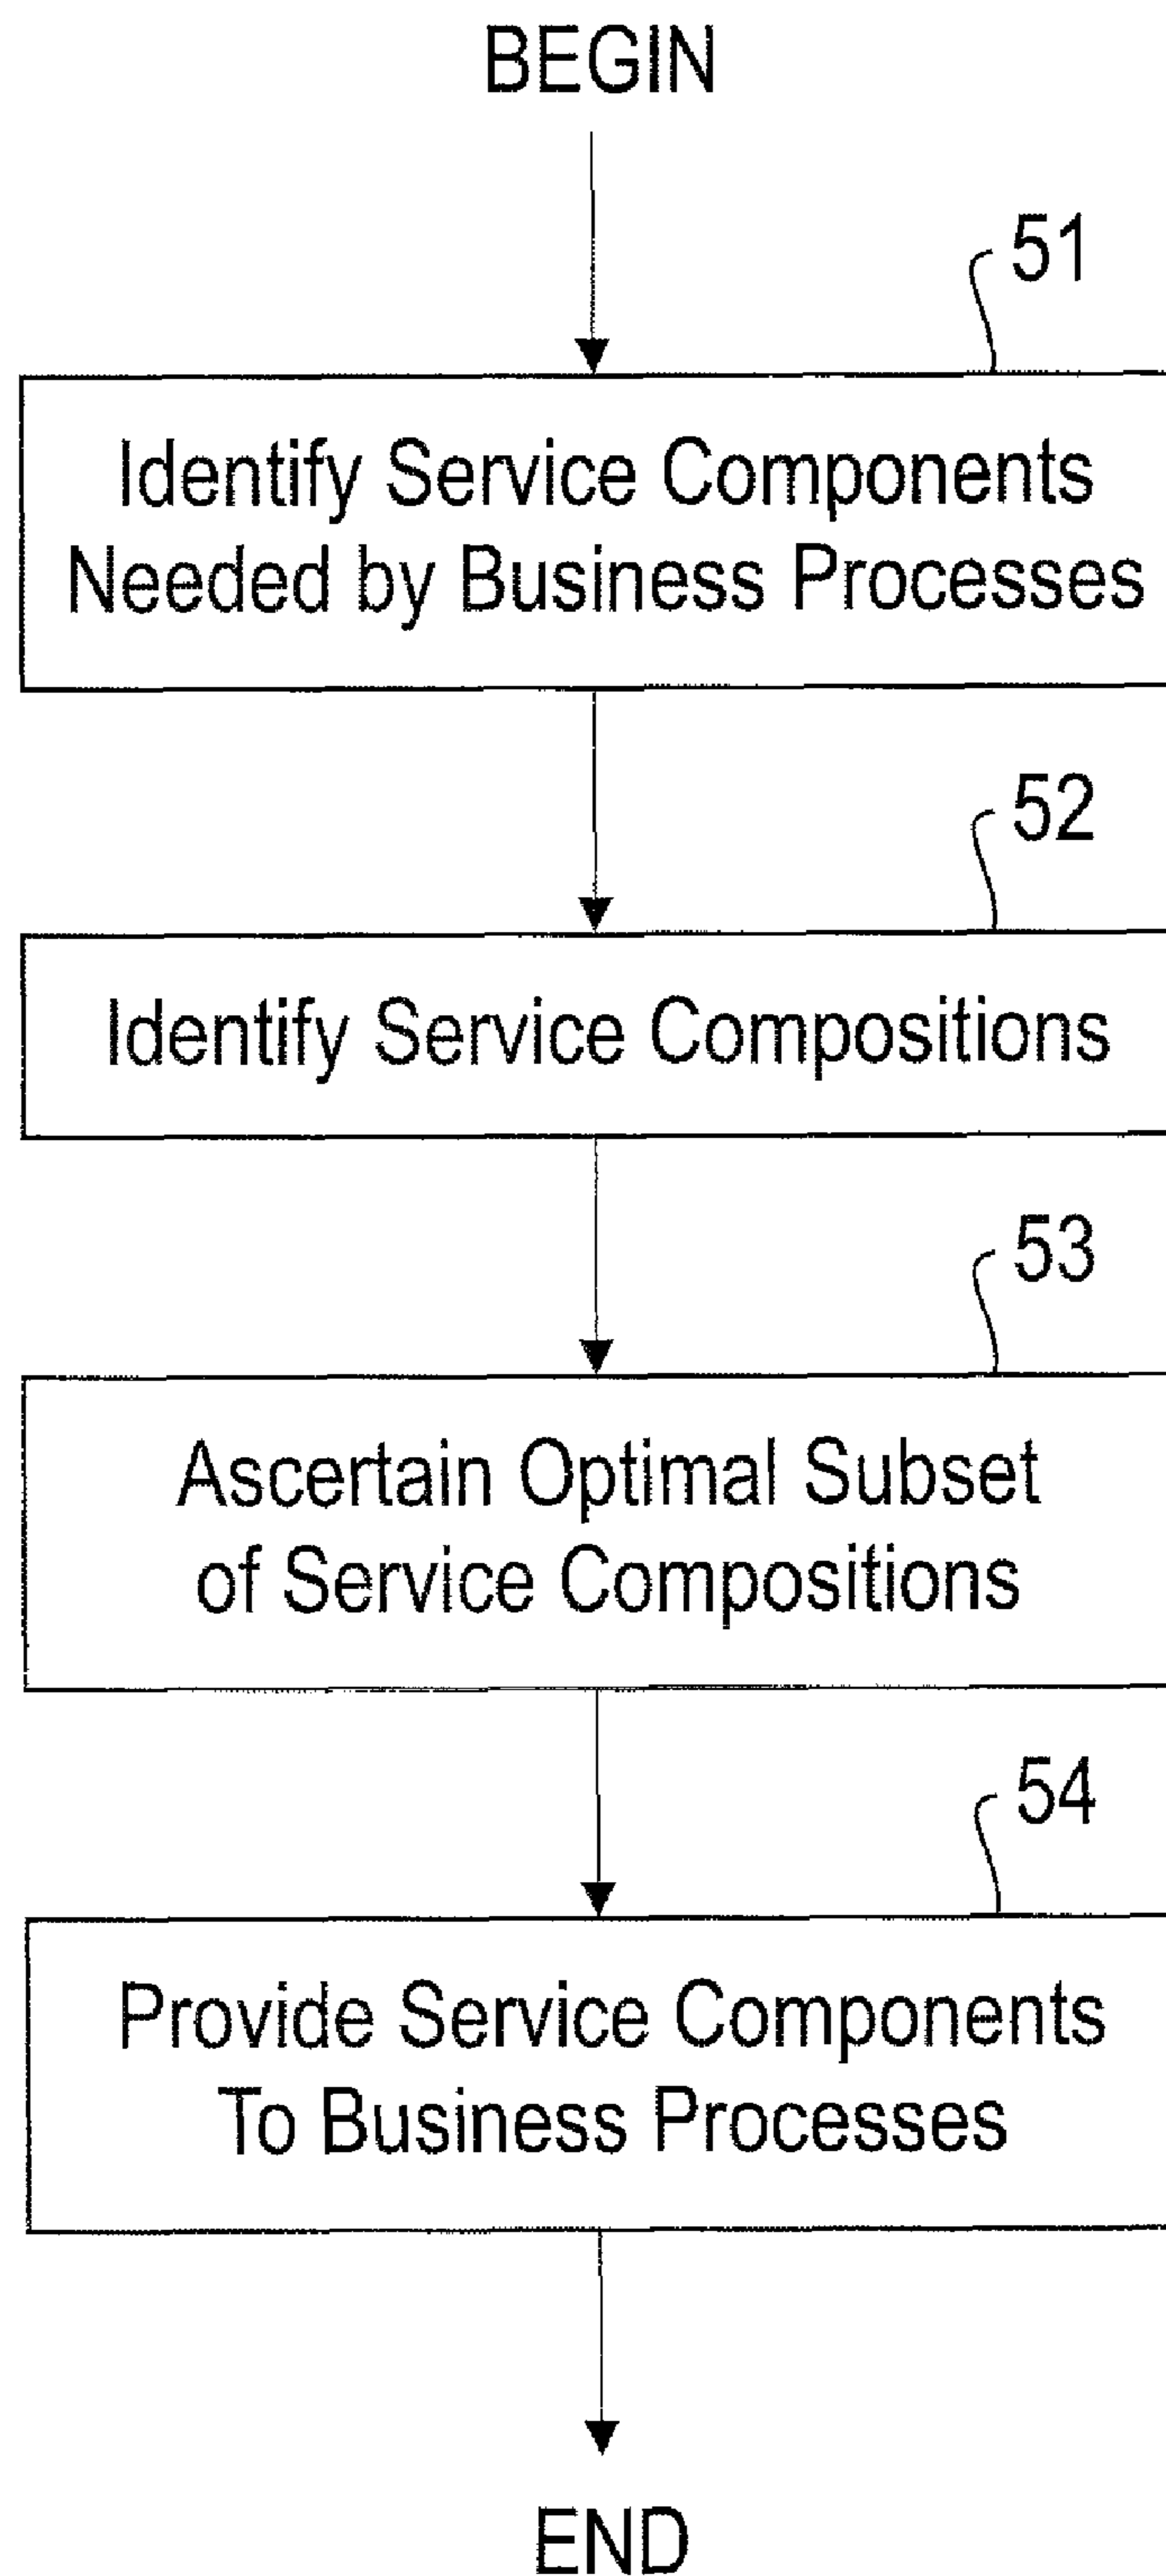 BEGIN
51
Identify Service Components
Needed by Business Processes
52
Identify Service Compositions
53
Ascertain Optimal Subset
of Service Compositions
54
Provide Service Components
To Business Processes
END